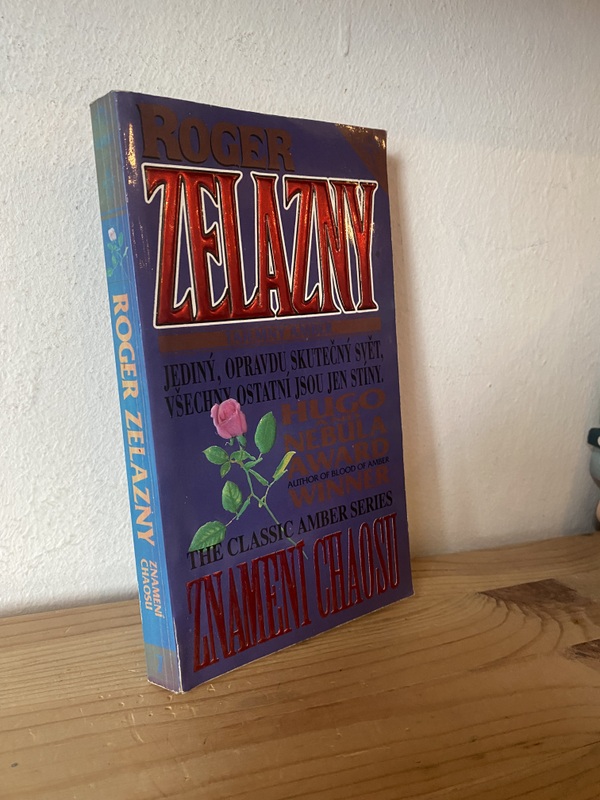 ROGER
ZELAZNY
JEDINÝ, OPRAVDU SKUTEČNÝ SVĚT,
VŠECHNY OSTATNÍ JSOU JEN STÍNY.
HUGO
NEBULA
AWARD
AUTHOR OF BLOOD OF AMBER
WINNER
THE CLASSIC AMBER SERIES
ZNAMENÍ CHAOSU
ROGER ZELAZNY
ZNAMENÍ
CHAOSU